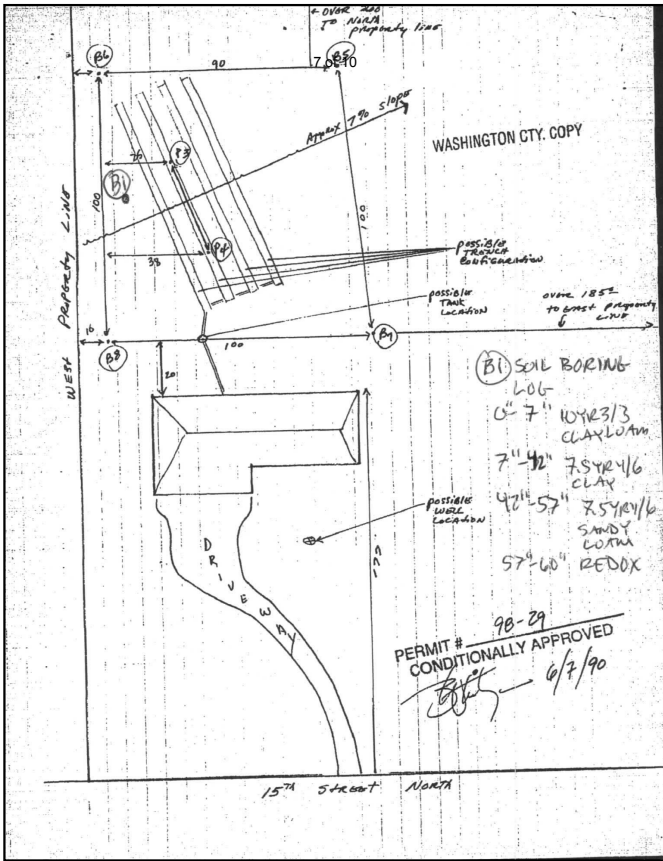 ← OVER 200
TO NORTH
property line
B6
90
B5
7 of 10
Approx 7% slope
WASHINGTON CTY. COPY
P3
B1
100
100
WEST PROPERTY LINE
38
P4
possible
TRENCH
CONFIGURATION
possible
TANK
LOCATION
over 185±
to EAST property
LINE
10
B8
100
B7
20
B1 SOIL BORING
LOG
0"-7" 10YR3/3
CLAY LOAM
7"-42" 7.5YR4/6
CLAY
42"-57" 7.5YR4/6
SANDY
LOAM
57"-60" REDOX
possible
WELL
LOCATION
DRIVEWAY
177
PERMIT # 98-29
CONDITIONALLY APPROVED
6/7/90
15TH STREET NORTH